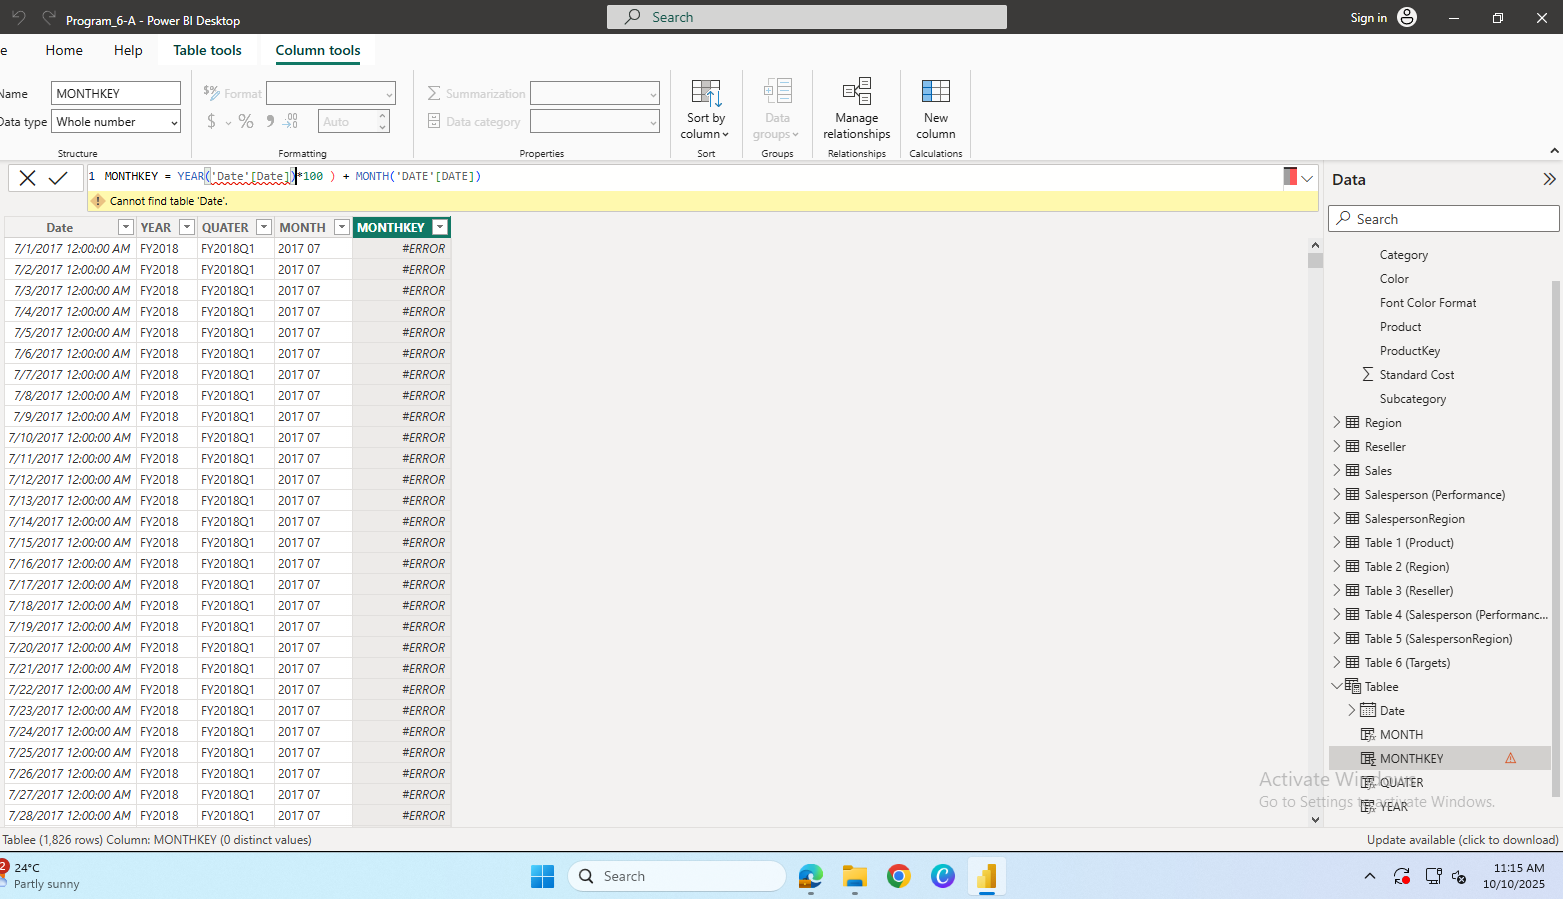 Program_6-A - Power BI Desktop
Search
Sign in
e
Home
Help
Table tools
Column tools
Name
MONTHKEY
Data type
Whole number
Structure
$% Format
$ % 9 .00
Auto
Formatting
Σ Summarization
Data category
Properties
Sort by
column
Sort
Data
groups
Groups
Manage
relationships
Relationships
New
column
Calculations
1 MONTHKEY = YEAR('Date'[Date])*100 ) + MONTH('DATE'[DATE])
Cannot find table 'Date'.
Date YEAR QUATER MONTH MONTHKEY
7/1/2017 12:00:00 AM FY2018 FY2018Q1 2017 07 #ERROR
7/2/2017 12:00:00 AM FY2018 FY2018Q1 2017 07 #ERROR
7/3/2017 12:00:00 AM FY2018 FY2018Q1 2017 07 #ERROR
7/4/2017 12:00:00 AM FY2018 FY2018Q1 2017 07 #ERROR
7/5/2017 12:00:00 AM FY2018 FY2018Q1 2017 07 #ERROR
7/6/2017 12:00:00 AM FY2018 FY2018Q1 2017 07 #ERROR
7/7/2017 12:00:00 AM FY2018 FY2018Q1 2017 07 #ERROR
7/8/2017 12:00:00 AM FY2018 FY2018Q1 2017 07 #ERROR
7/9/2017 12:00:00 AM FY2018 FY2018Q1 2017 07 #ERROR
7/10/2017 12:00:00 AM FY2018 FY2018Q1 2017 07 #ERROR
7/11/2017 12:00:00 AM FY2018 FY2018Q1 2017 07 #ERROR
7/12/2017 12:00:00 AM FY2018 FY2018Q1 2017 07 #ERROR
7/13/2017 12:00:00 AM FY2018 FY2018Q1 2017 07 #ERROR
7/14/2017 12:00:00 AM FY2018 FY2018Q1 2017 07 #ERROR
7/15/2017 12:00:00 AM FY2018 FY2018Q1 2017 07 #ERROR
7/16/2017 12:00:00 AM FY2018 FY2018Q1 2017 07 #ERROR
7/17/2017 12:00:00 AM FY2018 FY2018Q1 2017 07 #ERROR
7/18/2017 12:00:00 AM FY2018 FY2018Q1 2017 07 #ERROR
7/19/2017 12:00:00 AM FY2018 FY2018Q1 2017 07 #ERROR
7/20/2017 12:00:00 AM FY2018 FY2018Q1 2017 07 #ERROR
7/21/2017 12:00:00 AM FY2018 FY2018Q1 2017 07 #ERROR
7/22/2017 12:00:00 AM FY2018 FY2018Q1 2017 07 #ERROR
7/23/2017 12:00:00 AM FY2018 FY2018Q1 2017 07 #ERROR
7/24/2017 12:00:00 AM FY2018 FY2018Q1 2017 07 #ERROR
7/25/2017 12:00:00 AM FY2018 FY2018Q1 2017 07 #ERROR
7/26/2017 12:00:00 AM FY2018 FY2018Q1 2017 07 #ERROR
7/27/2017 12:00:00 AM FY2018 FY2018Q1 2017 07 #ERROR
7/28/2017 12:00:00 AM FY2018 FY2018Q1 2017 07 #ERROR
Data
Search
Category
Color
Font Color Format
Product
ProductKey
Σ Standard Cost
Subcategory
Region
Reseller
Sales
Salesperson (Performance)
SalespersonRegion
Table 1 (Product)
Table 2 (Region)
Table 3 (Reseller)
Table 4 (Salesperson (Performanc...
Table 5 (SalespersonRegion)
Table 6 (Targets)
Tablee
Date
MONTH
MONTHKEY
QUATER
YEAR
Activate Windows
Go to Settings to activate Windows.
Tablee (1,826 rows) Column: MONTHKEY (0 distinct values)
Update available (click to download)
2
24°C
Partly sunny
Search
11:15 AM
10/10/2025